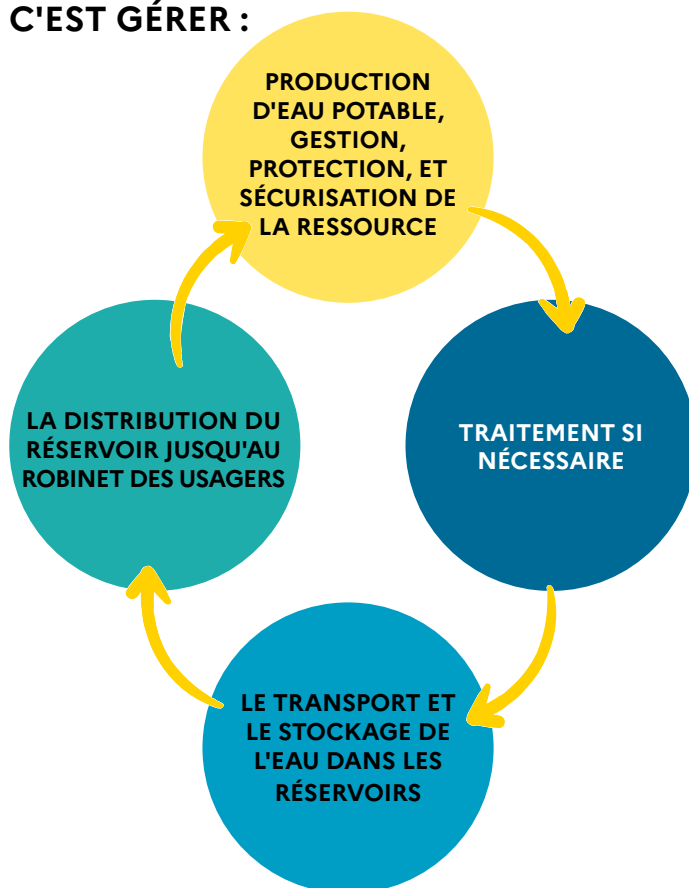 C'EST GÉRER :
PRODUCTION
D'EAU POTABLE,
GESTION,
PROTECTION, ET
SÉCURISATION DE
LA RESSOURCE
TRAITEMENT SI
NÉCESSAIRE
LE TRANSPORT ET
LE STOCKAGE DE
L'EAU DANS LES
RÉSERVOIRS
LA DISTRIBUTION DU
RÉSERVOIR JUSQU'AU
ROBINET DES USAGERS